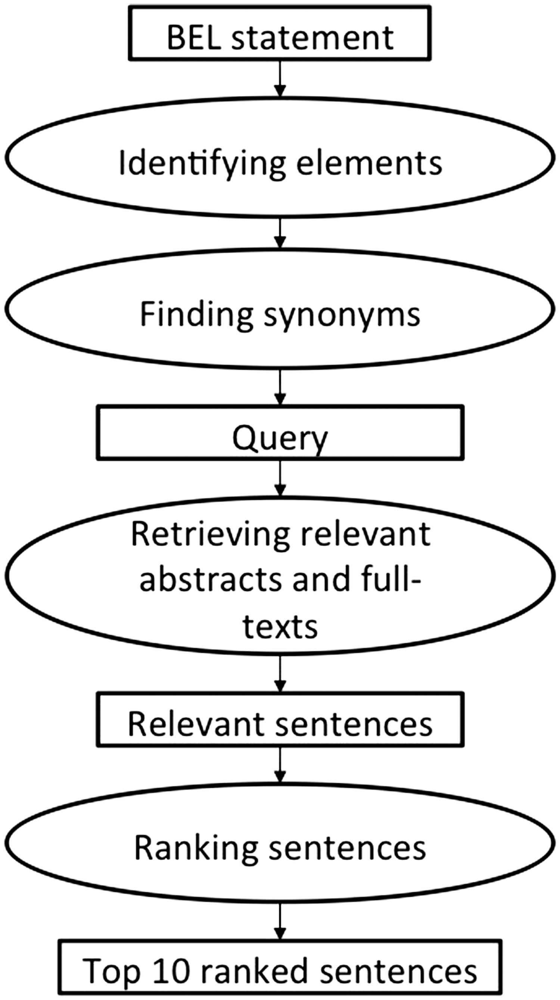 BEL statement
Identifying elements
Finding synonyms
Query
Retrieving relevant
abstracts and full-
texts
Relevant sentences
Ranking sentences
Top 10 ranked sentences